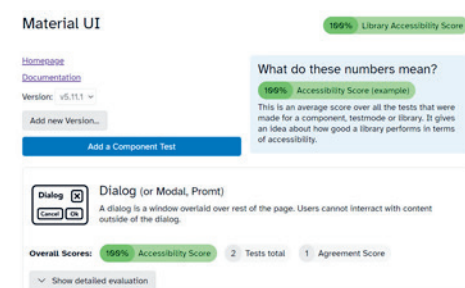 Material UI
100% Library Accessibility Score
Homepage
Documentation
Version: v5.11.1
Add new Version...
Add a Component Test
What do these numbers mean?
100% Accessibility Score (example)
This is an average score over all the tests that were
made for a component, testmode or library. It gives
an idea about how good a library performs in terms
of accessibility.
Dialog
Cancel Ok
Dialog (or Modal, Promt)
A dialog is a window overlaid over rest of the page. Users cannot interract with content
outside of the dialog.
Overall Scores: 100% Accessibility Score 2 Tests total 1 Agreement Score
Show detailed evaluation